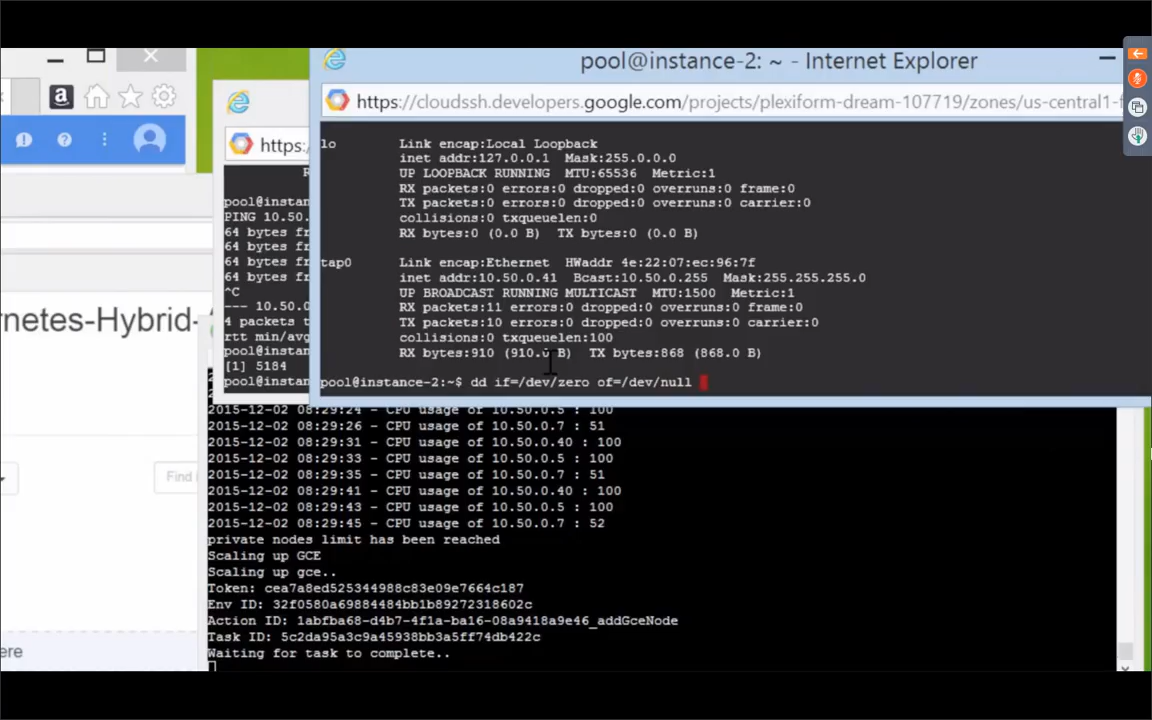 pool@instance-2: ~ - Internet Explorer
https://cloudssh.developers.google.com/projects/plexiform-dream-107719/zones/us-central1-f
lo Link encap:Local Loopback
inet addr:127.0.0.1 Mask:255.0.0.0
UP LOOPBACK RUNNING MTU:65536 Metric:1
RX packets:0 errors:0 dropped:0 overruns:0 frame:0
TX packets:0 errors:0 dropped:0 overruns:0 carrier:0
collisions:0 txqueuelen:0
RX bytes:0 (0.0 B) TX bytes:0 (0.0 B)
tap0 Link encap:Ethernet HWaddr 4e:22:07:ec:96:7f
inet addr:10.50.0.41 Bcast:10.50.0.255 Mask:255.255.255.0
UP BROADCAST RUNNING MULTICAST MTU:1500 Metric:1
RX packets:11 errors:0 dropped:0 overruns:0 frame:0
TX packets:10 errors:0 dropped:0 overruns:0 carrier:0
collisions:0 txqueuelen:100
RX bytes:910 (910.0 B) TX bytes:868 (868.0 B)
pool@instance-2:~$ dd if=/dev/zero of=/dev/null
https:
R
pool@inst
PING 10.50.
64 bytes fr
64 bytes fr
64 bytes fr
64 bytes fr
^C
--- 10.50.0
4 packets t
rtt min/avg
pool@instan
[1] 5184
pool@instan
rnetes-Hybrid-
Find
ere
2015-12-02 08:29:24 - CPU usage of 10.50.0.5 : 100
2015-12-02 08:29:26 - CPU usage of 10.50.0.7 : 51
2015-12-02 08:29:31 - CPU usage of 10.50.0.40 : 100
2015-12-02 08:29:33 - CPU usage of 10.50.0.5 : 100
2015-12-02 08:29:35 - CPU usage of 10.50.0.7 : 51
2015-12-02 08:29:41 - CPU usage of 10.50.0.40 : 100
2015-12-02 08:29:43 - CPU usage of 10.50.0.5 : 100
2015-12-02 08:29:45 - CPU usage of 10.50.0.7 : 52
private nodes limit has been reached
Scaling up GCE
Scaling up gce..
Token: cea7a8ed525344988c83e09e7664c187
Env ID: 32f0580a69884484bb1b89272318602c
Action ID: 1abfba68-d4b7-4f1a-ba16-08a9418a9e46_addGceNode
Task ID: 5c2da95a3c9a45938bb3a5ff74db422c
Waiting for task to complete..